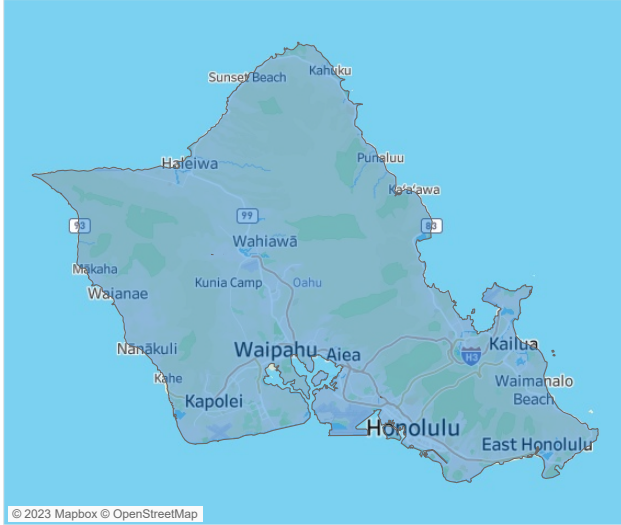 Sunset Beach
Kahuku
Haleiwa
Punaluu
Ka'a'awa
93
99
83
Wahiawā
Mākaha
Kunia Camp
Oahu
Waianae
Nānākuli
Waipahu
Aiea
Kailua
H3
Kahe
Waimanalo
Beach
Kapolei
Honolulu
East Honolulu
© 2023 Mapbox © OpenStreetMap